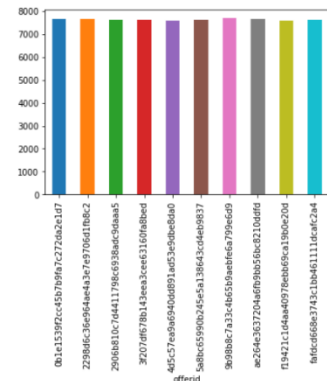 8000
7000
6000
5000
4000
3000
2000
1000
0
0b1e1539f2cc45b7b9fa7c272da2e1d7
2298d6c36e964ae4a3e7e9706d1fb8c2
2906b810c7d4411798c6938adc9daaa5
3f207df678b143eea3cee63160fa8bed
4d5c57ea9a6940dd891ad53e9dbe8da0
5a8bc65990b245e5a138643cd4eb9837
9b98b8c7a33c4b65b9aebfe6a799e6d9
ae264e3637204a6fb9bb56bc8210ddfd
f19421c1d4aa40978ebb69ca19b0e20d
fafdcd668e3743c1bb461111dcafc2a4
offerid